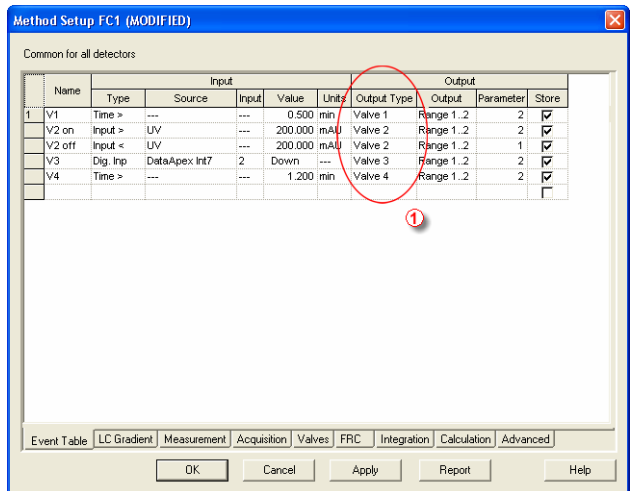 Method Setup FC1 (MODIFIED)
Common for all detectors
Name Input Output
Type Source Input Value Units Output Type Output Parameter Store
1 V1 Time > --- --- 0.500 min Valve 1 Range 1..2 2
V2 on Input > UV --- 200.000 mAU Valve 2 Range 1..2 2
V2 off Input < UV --- 200.000 mAU Valve 2 Range 1..2 1
V3 Dig. Inp DataApex Int7 2 Down --- Valve 3 Range 1..2 2
V4 Time > --- --- 1.200 min Valve 4 Range 1..2 2
1
Event Table LC Gradient Measurement Acquisition Valves FRC Integration Calculation Advanced
OK Cancel Apply Report Help